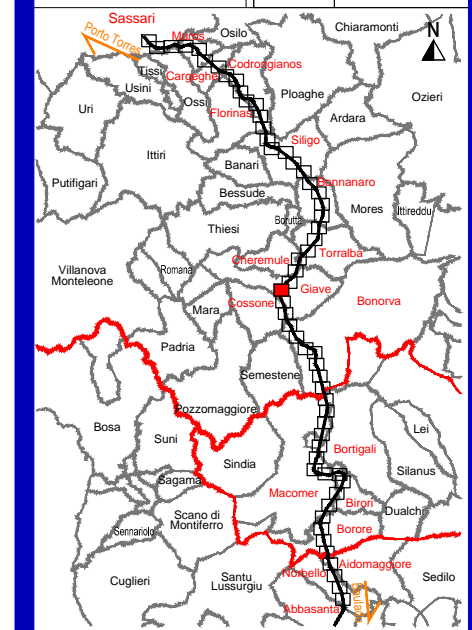 Sassari
Chiaramonti
Porto Torres
Muros
Osilo
N
Tissi
Codrongianos
Cargeghe
Usini
Ossi
Ploaghe
Ozieri
Uri
Florinas
Ardara
Ittiri
Siligo
Banari
Putifigari
Bessude
Bonnanaro
Mores
Ittireddu
Borutta
Thiesi
Cheremule
Torralba
Villanova
Monteleone
Romana
Giave
Cossone
Bonorva
Mara
Padria
Semestene
Pozzomaggiore
Bosa
Suni
Lei
Bortigali
Sindia
Silanus
Sagama
Macomer
Birori
Dualchi
Scano di
Montiferro
Sennariolo
Borore
Aidomaggiore
Norbello
Cuglieri
Santu
Lussurgiu
Sedilo
Abbasanta